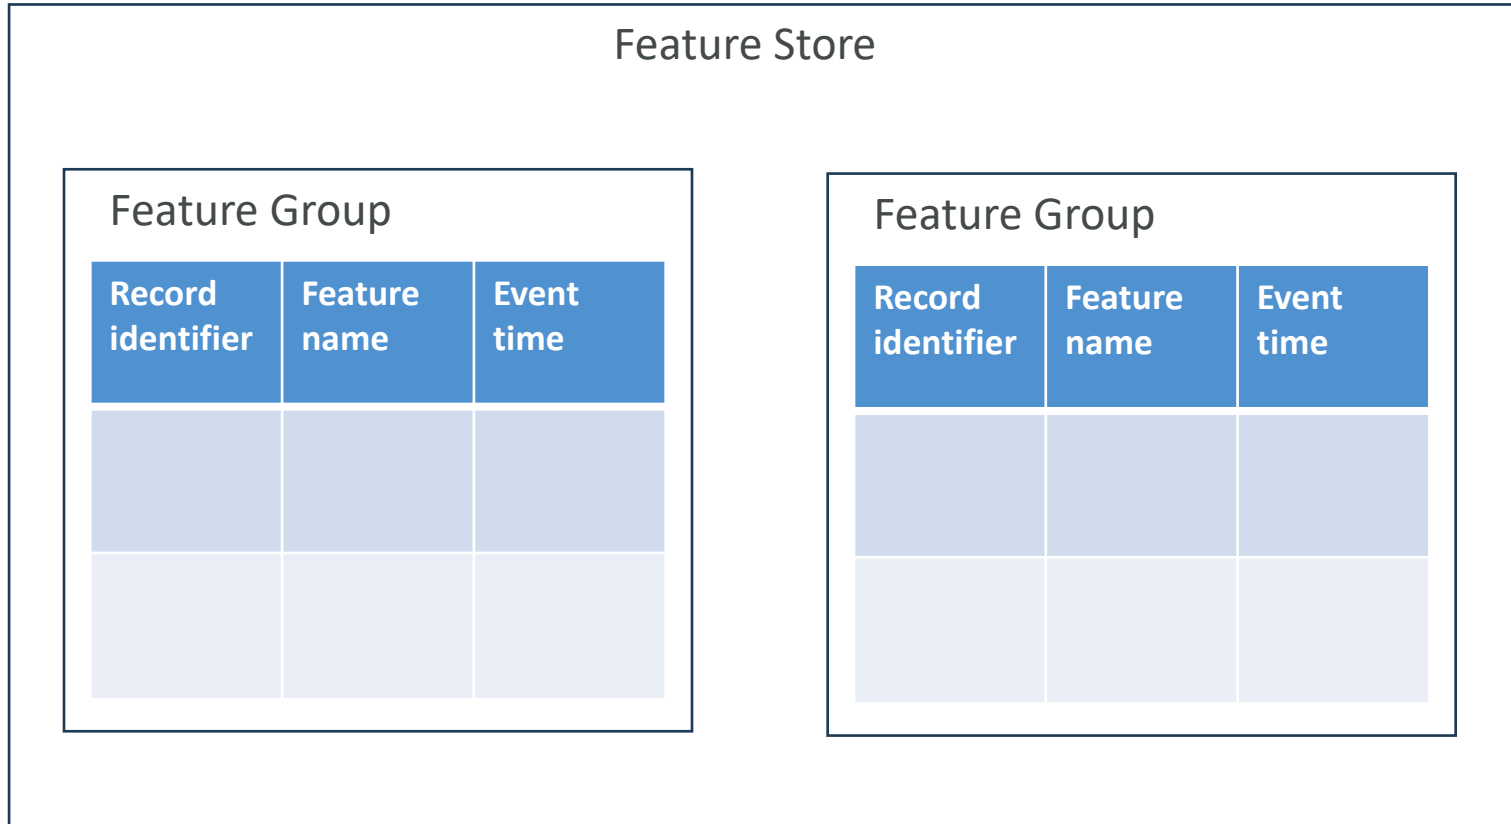 Feature Store
Feature Group
Record identifier
Feature name
Event time
Feature Group
Record identifier
Feature name
Event time